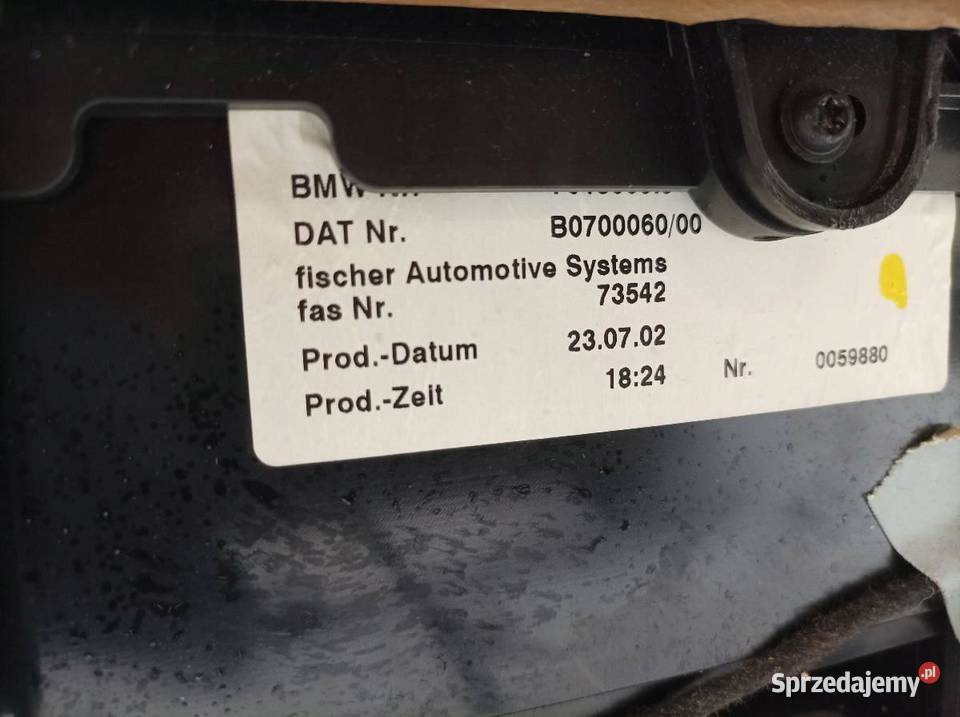 BMW
DAT Nr. B0700060/00
fischer Automotive Systems
fas Nr. 73542
Prod.-Datum 23.07.02
Prod.-Zeit 18:24 Nr. 0059880
Sprzedajemy.pl